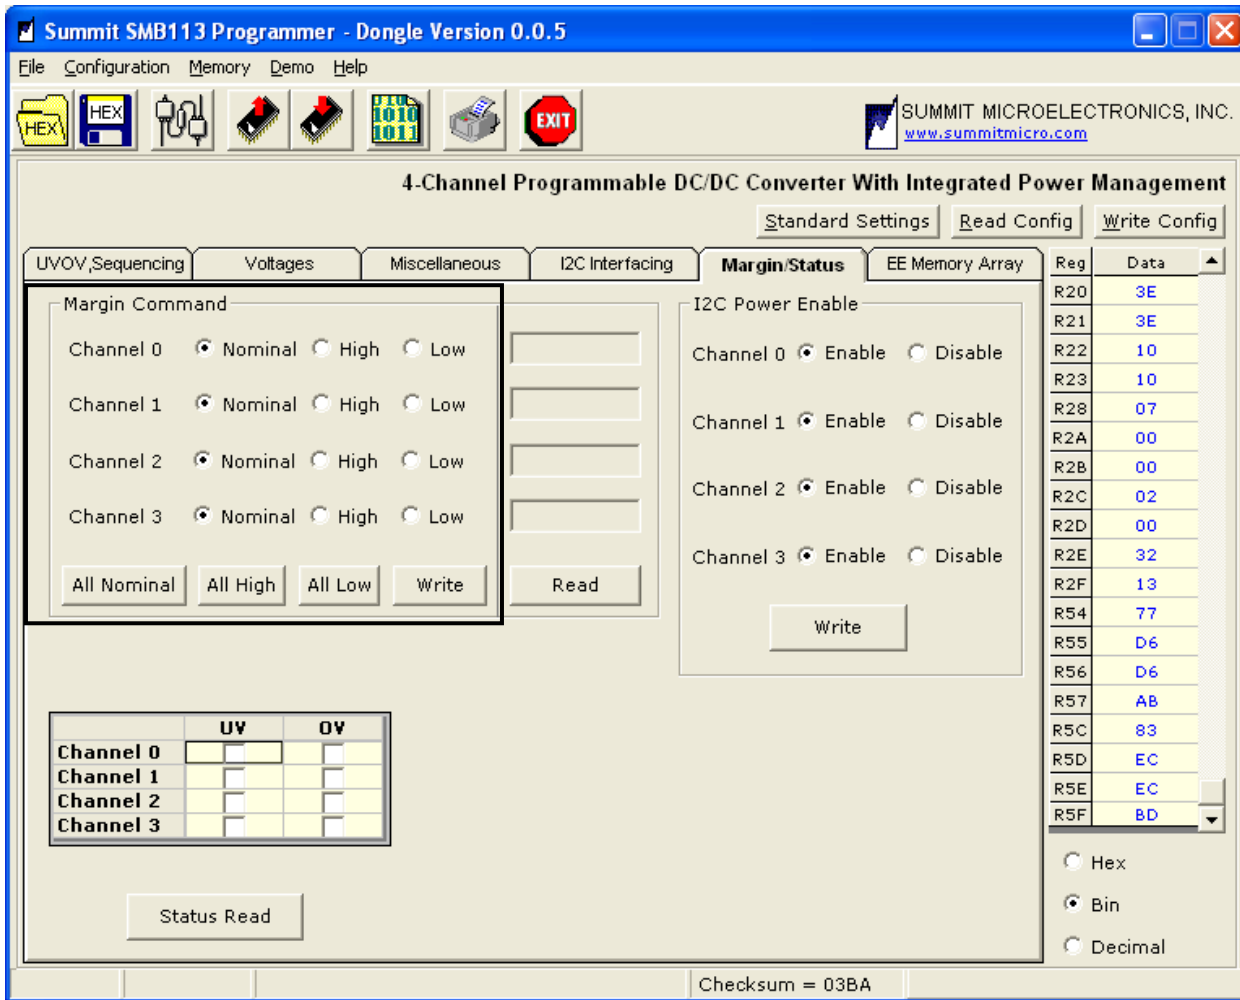 Summit SMB113 Programmer - Dongle Version 0.0.5
File Configuration Memory Demo Help
HEX HEX 010 1010 1011 EXIT
SUMMIT MICROELECTRONICS, INC.
www.summitmicro.com
4-Channel Programmable DC/DC Converter With Integrated Power Management
Standard Settings Read Config Write Config
UVOV,Sequencing Voltages Miscellaneous I2C Interfacing Margin/Status EE Memory Array
Margin Command
Channel 0 Nominal High Low
Channel 1 Nominal High Low
Channel 2 Nominal High Low
Channel 3 Nominal High Low
All Nominal All High All Low Write Read
I2C Power Enable
Channel 0 Enable Disable
Channel 1 Enable Disable
Channel 2 Enable Disable
Channel 3 Enable Disable
Write
UV OV
Channel 0
Channel 1
Channel 2
Channel 3
Status Read
Reg Data
R20 3E
R21 3E
R22 10
R23 10
R28 07
R2A 00
R2B 00
R2C 02
R2D 00
R2E 32
R2F 13
R54 77
R55 D6
R56 D6
R57 AB
R5C 83
R5D EC
R5E EC
R5F BD
Hex
Bin
Decimal
Checksum = 03BA